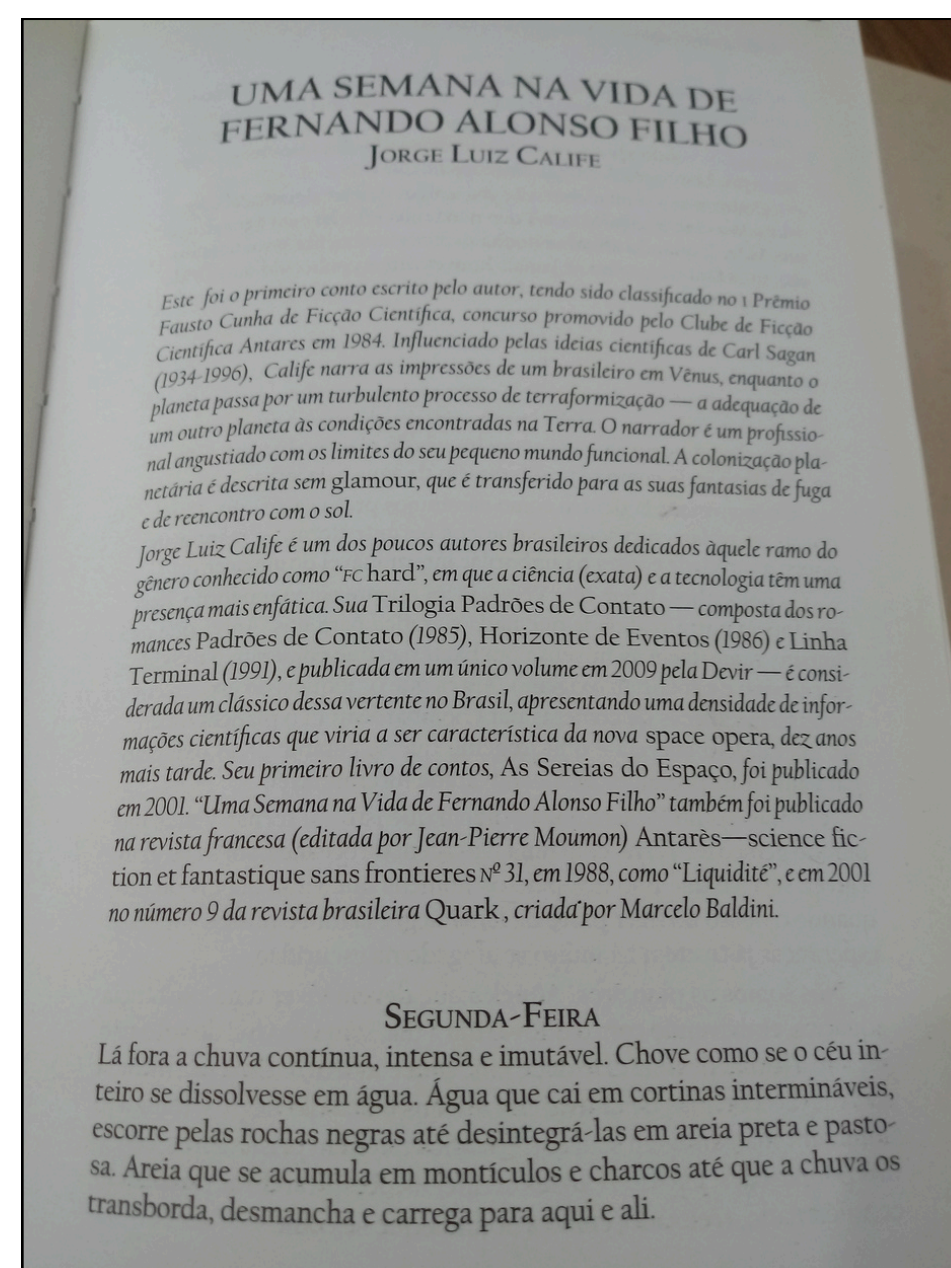 UMA SEMANA NA VIDA DE
FERNANDO ALONSO FILHO
JORGE LUIZ CALIFE
Este foi o primeiro conto escrito pelo autor, tendo sido classificado no I Prêmio
Fausto Cunha de Ficção Científica, concurso promovido pelo Clube de Ficção
Científica Antares em 1984. Influenciado pelas ideias científicas de Carl Sagan
(1934-1996), Calife narra as impressões de um brasileiro em Vênus, enquanto o
planeta passa por um turbulento processo de terraformização — a adequação de
um outro planeta às condições encontradas na Terra. O narrador é um profissio-
nal angustiado com os limites do seu pequeno mundo funcional. A colonização pla-
netária é descrita sem glamour, que é transferido para as suas fantasias de fuga
e de reencontro com o sol.
Jorge Luiz Calife é um dos poucos autores brasileiros dedicados àquele ramo do
gênero conhecido como “FC hard”, em que a ciência (exata) e a tecnologia têm uma
presença mais enfática. Sua Trilogia Padrões de Contato — composta dos ro-
mances Padrões de Contato (1985), Horizonte de Eventos (1986) e Linha
Terminal (1991), e publicada em um único volume em 2009 pela Devir — é consi-
derada um clássico dessa vertente no Brasil, apresentando uma densidade de infor-
mações científicas que viria a ser característica da nova space opera, dez anos
mais tarde. Seu primeiro livro de contos, As Sereias do Espaço, foi publicado
em 2001. “Uma Semana na Vida de Fernando Alonso Filho” também foi publicado
na revista francesa (editada por Jean-Pierre Moumon) Antarès—science fic-
tion et fantastique sans frontieres Nº 31, em 1988, como “Liquidité”, e em 2001
no número 9 da revista brasileira Quark, criada por Marcelo Baldini.
SEGUNDA-FEIRA
Lá fora a chuva contínua, intensa e imutável. Chove como se o céu in-
teiro se dissolvesse em água. Água que cai em cortinas intermináveis,
escorre pelas rochas negras até desintegrá-las em areia preta e pasto-
sa. Areia que se acumula em montículos e charcos até que a chuva os
transborda, desmancha e carrega para aqui e ali.